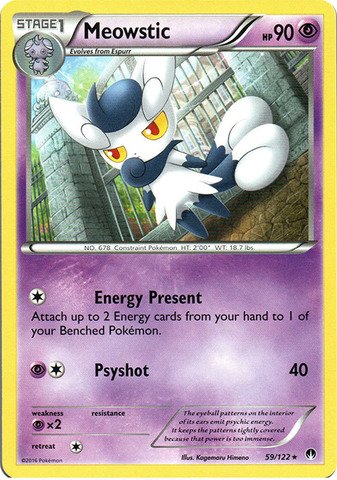 STAGE1
Meowstic
HP 90
Evolves from Espurr
NO. 678 Constraint Pokémon HT. 2'00" WT. 18.7 lbs.
Energy Present
Attach up to 2 Energy cards from your hand to 1 of
your Benched Pokémon.
Psyshot 40
weakness resistance
×2
retreat
The eyeball patterns on the interior
of its ears emit psychic energy.
It keeps the patterns tightly covered
because that power is too immense.
©2016 Pokémon
Illus. Kagemaru Himeno
59/122 ★